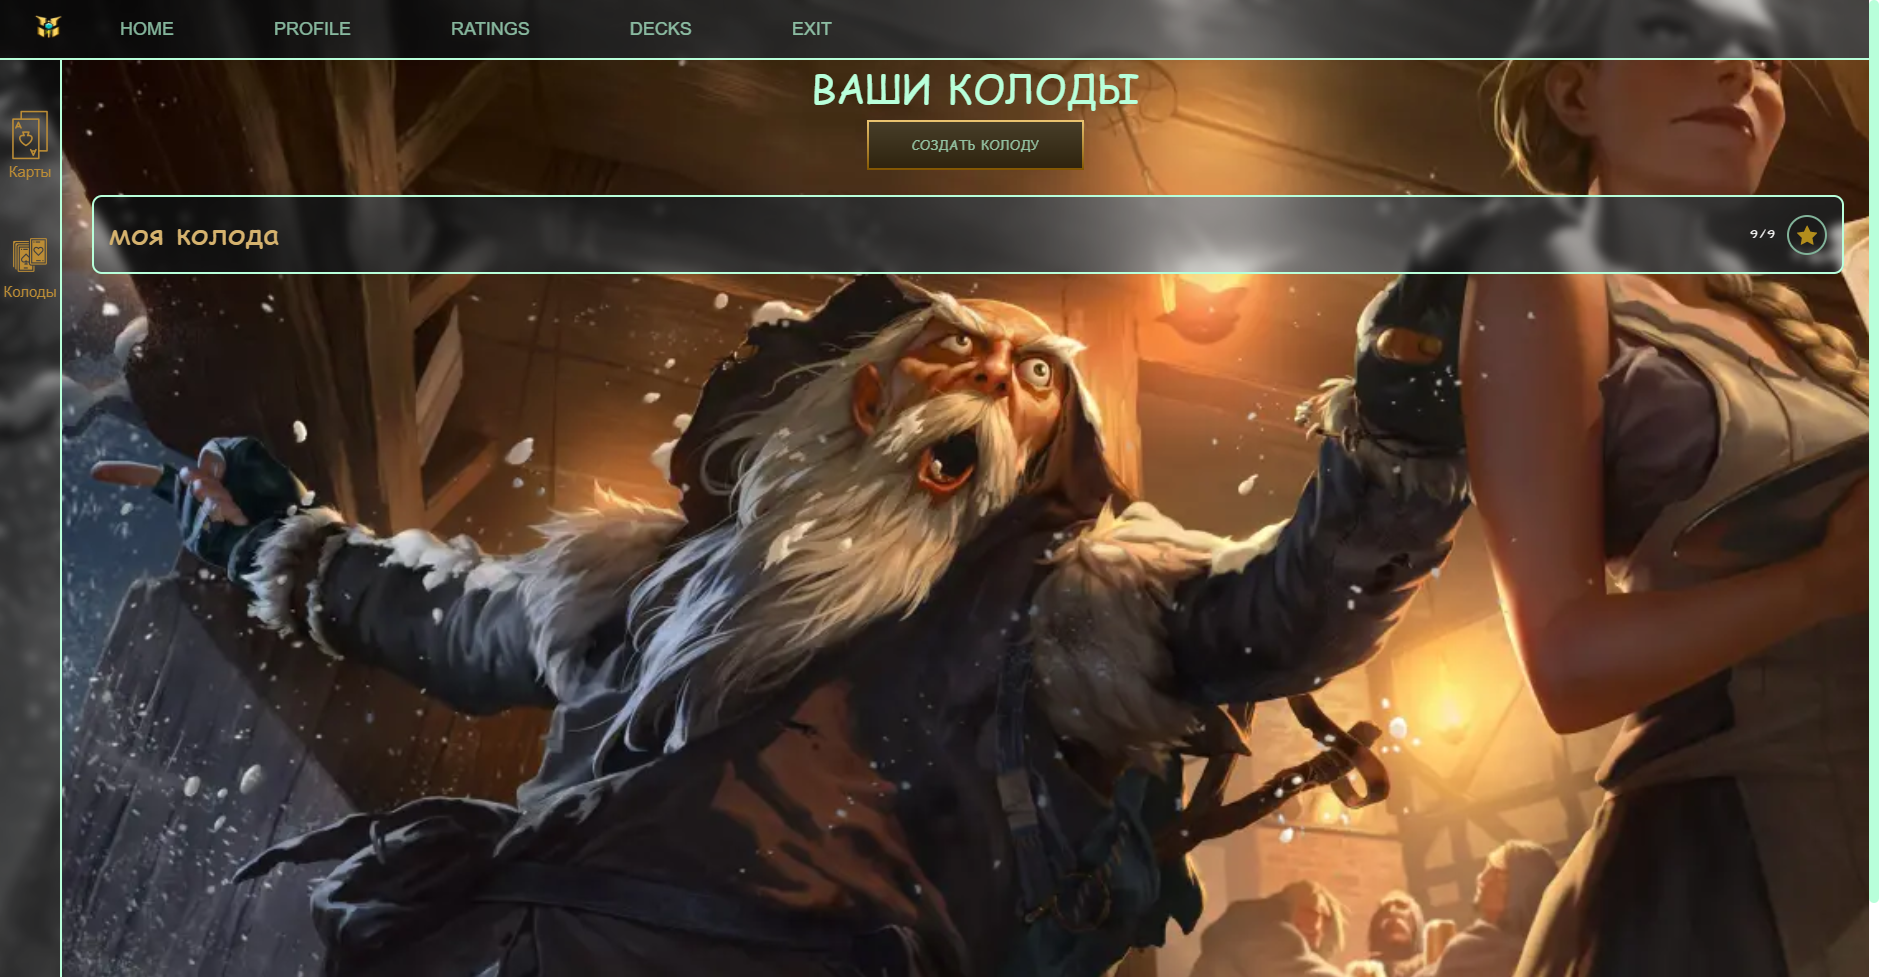 HOME PROFILE RATINGS DECKS EXIT
ВАШИ КОЛОДЫ
СОЗДАТЬ КОЛОДУ
Карты
моя колода 9/9
Колоды